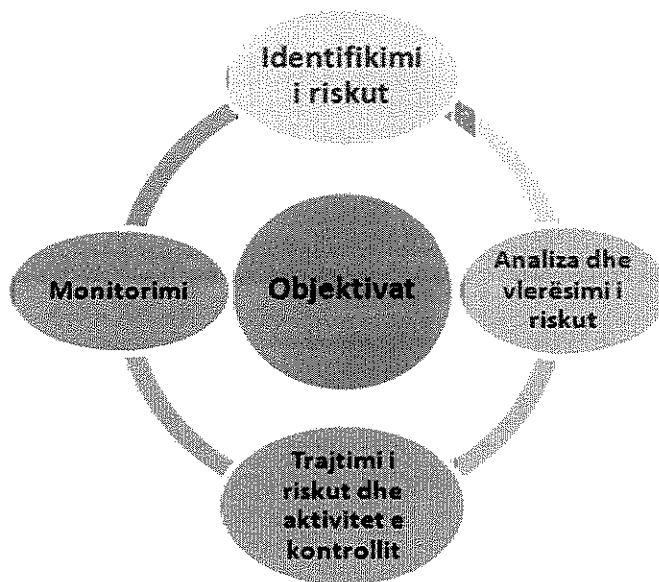 Identifikimi
i riskut
Analiza dhe
vlerësimi i
riskut
Objektivat
Monitorimi
Trajtimi i
riskut dhe
aktivitet e
kontrollit